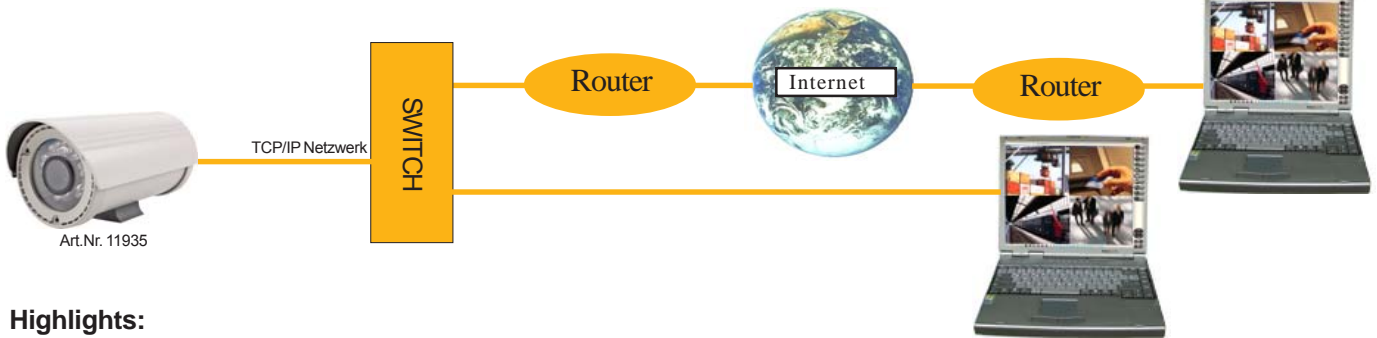 Router
Internet
Router
SWITCH
TCP/IP Netzwerk
Art.Nr. 11935
Highlights: